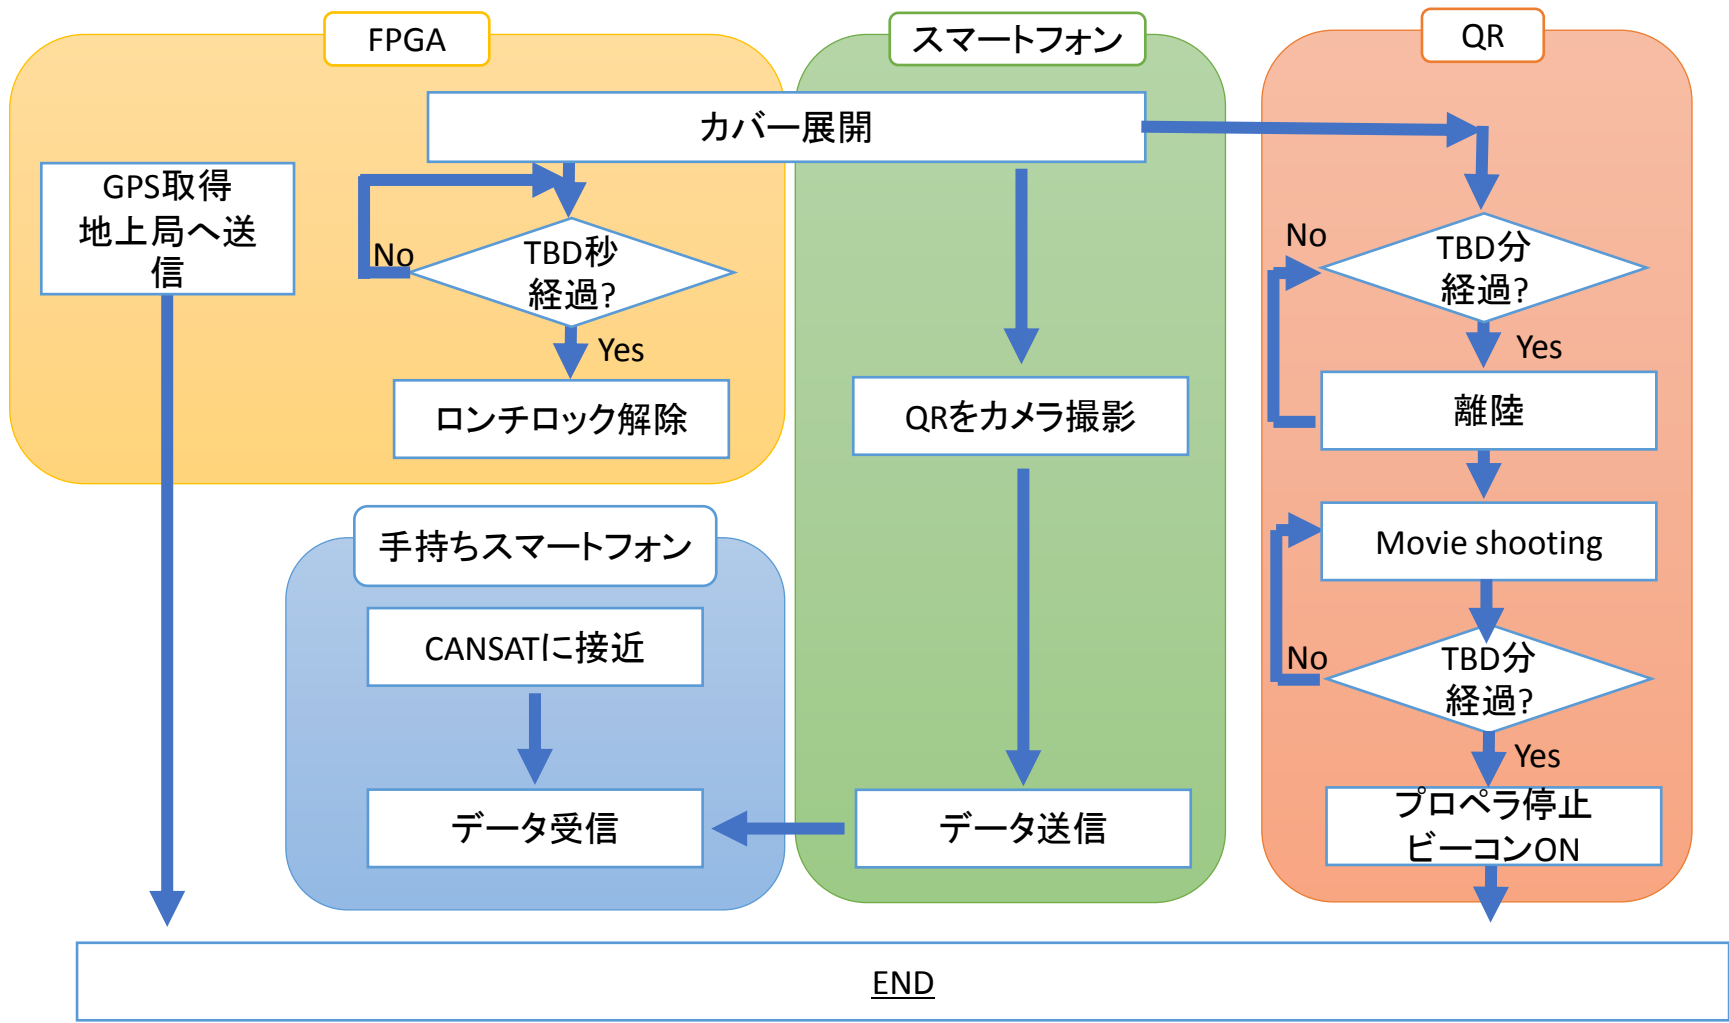 FPGA
スマートフォン
QR
カバー展開
GPS取得
地上局へ送
信
No
TBD秒
経過?
Yes
ロンチロック解除
QRをカメラ撮影
No
TBD分
経過?
Yes
離陸
Movie shooting
No
TBD分
経過?
Yes
プロペラ停止
ビーコンON
手持ちスマートフォン
CANSATに接近
データ受信
データ送信
END